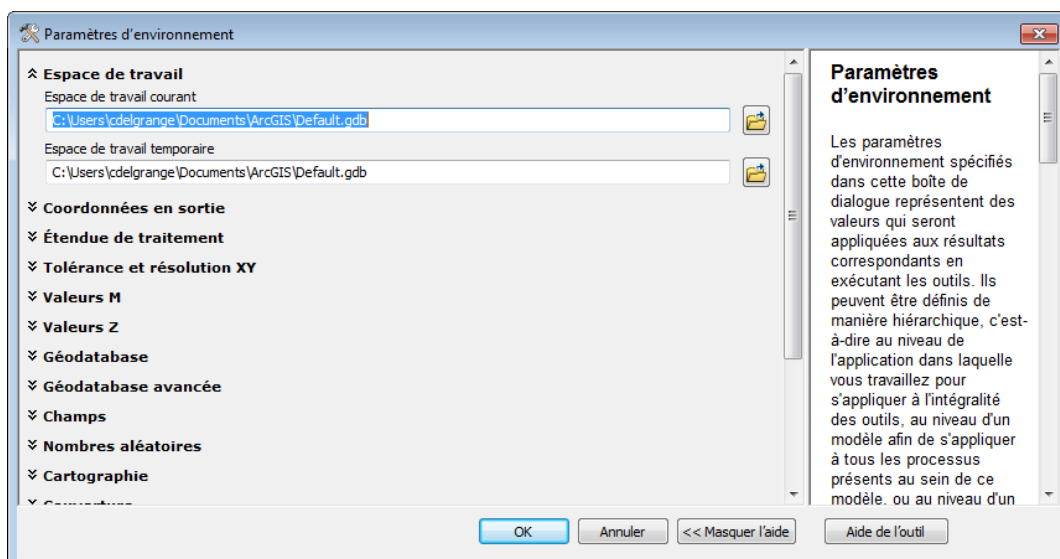 Paramètres d'environnement
Espace de travail
Espace de travail courant
C:\Users\cdelgrange\Documents\ArcGIS\Default.gdb
Espace de travail temporaire
C:\Users\cdelgrange\Documents\ArcGIS\Default.gdb
Coordonnées en sortie
Étendue de traitement
Tolérance et résolution XY
Valeurs M
Valeurs Z
Géodatabase
Géodatabase avancée
Champs
Nombres aléatoires
Cartographie
Paramètres
d'environnement
Les paramètres
d'environnement spécifiés
dans cette boîte de
dialogue représentent des
valeurs qui seront
appliquées aux résultats
correspondants en
exécutant les outils. Ils
peuvent être définis de
manière hiérarchique, c'est-
à-dire au niveau de
l'application dans laquelle
vous travaillez pour
s'appliquer à l'intégralité
des outils, au niveau d'un
modèle afin de s'appliquer
à tous les processus
présents au sein de ce
modèle, ou au niveau d'un
OK
Annuler
<< Masquer l'aide
Aide de l'outil